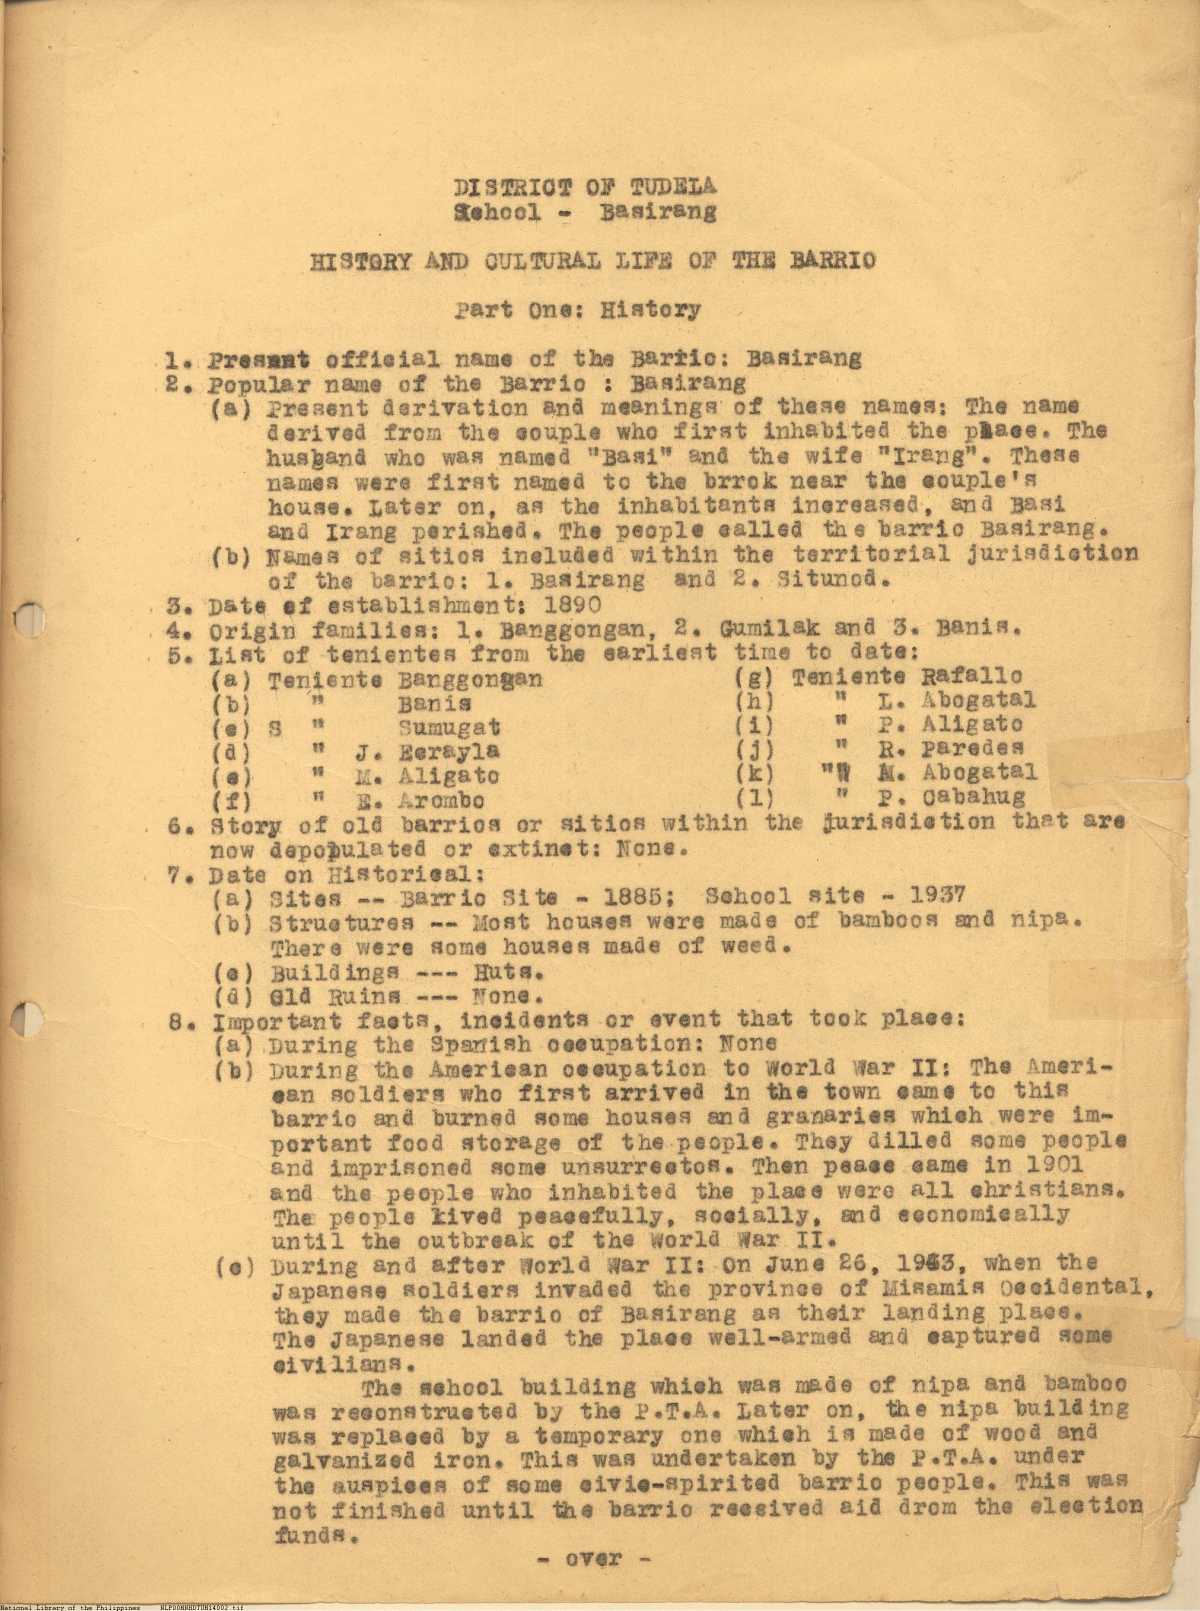 DISTRICT OF TUDELA
School - Basirang
HISTORY AND CULTURAL LIFE OF THE BARRIO
Part One: History
1. Present official name of the Barrio: Basirang
2. Popular name of the Barrio : Basirang
(a) Present derivation and meanings of these names: The name
derived from the couple who first inhabited the place. The
husband who was named "Basi" and the wife "Irang". These
names were first named to the brrok near the couple's
house. Later on, as the inhabitants increased, and Basi
and Irang perished. The people called the barrio Basirang.
(b) Names of sitios included within the territorial jurisdiction
of the barrio: 1. Basirang and 2. Situnod.
3. Date of establishment: 1890
4. Origin families: 1. Banggongan, 2. Gumilak and 3. Banis.
5. List of tenientes from the earliest time to date:
(a) Teniente Banggongan (g) Teniente Rafallo
(b) " Banis (h) " L. Abogatal
(c) S " Sumugat (i) " P. Aligato
(d) " J. Ecrayla (j) " R. Paredes
(e) " M. Aligato (k) "" M. Abogatal
(f) " E. Arombo (l) " P. Cabahug
6. Story of old barrios or sitios within the jurisdiction that are
now depopulated or extinct: None.
7. Date on Historical:
(a) Sites -- Barrio Site - 1885; School site - 1937
(b) Structures -- Most houses were made of bamboos and nipa.
There were some houses made of weed.
(c) Buildings --- Huts.
(d) Old Ruins --- None.
8. Important facts, incidents or event that took place:
(a) During the Spanish occupation: None
(b) During the American occupation to World War II: The Ameri-
can soldiers who first arrived in the town came to this
barrio and burned some houses and granaries which were im-
portant food storage of the people. They dilled some people
and imprisoned some unsurrectos. Then peace came in 1901
and the people who inhabited the place were all christians.
The people lived peacefully, socially, and economically
until the outbreak of the World War II.
(c) During and after World War II: On June 26, 1943, when the
Japanese soldiers invaded the province of Misamis Occidental,
they made the barrio of Basirang as their landing place.
The Japanese landed the place well-armed and captured some
civilians.
The school building which was made of nipa and bamboo
was reconstructed by the P.T.A. Later on, the nipa building
was replaced by a temporary one which is made of wood and
galvanized iron. This was undertaken by the P.T.A. under
the auspices of some civic-spirited barrio people. This was
not finished until the barrio received aid drom the election
funds.
- over -
National Library of the Philippines